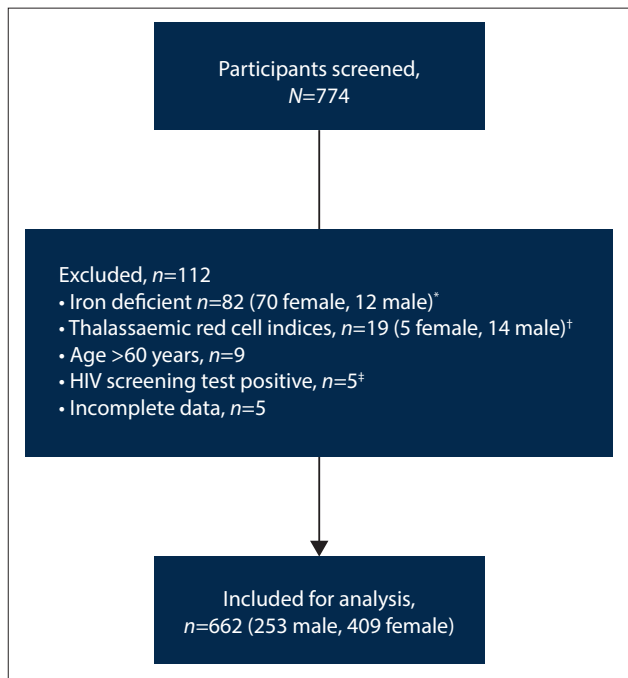 Participants screened,
N=774
Excluded, n=112
• Iron deficient n=82 (70 female, 12 male)*
• Thalassaemic red cell indices, n=19 (5 female, 14 male)†
• Age >60 years, n=9
• HIV screening test positive, n=5‡
• Incomplete data, n=5
Included for analysis,
n=662 (253 male, 409 female)